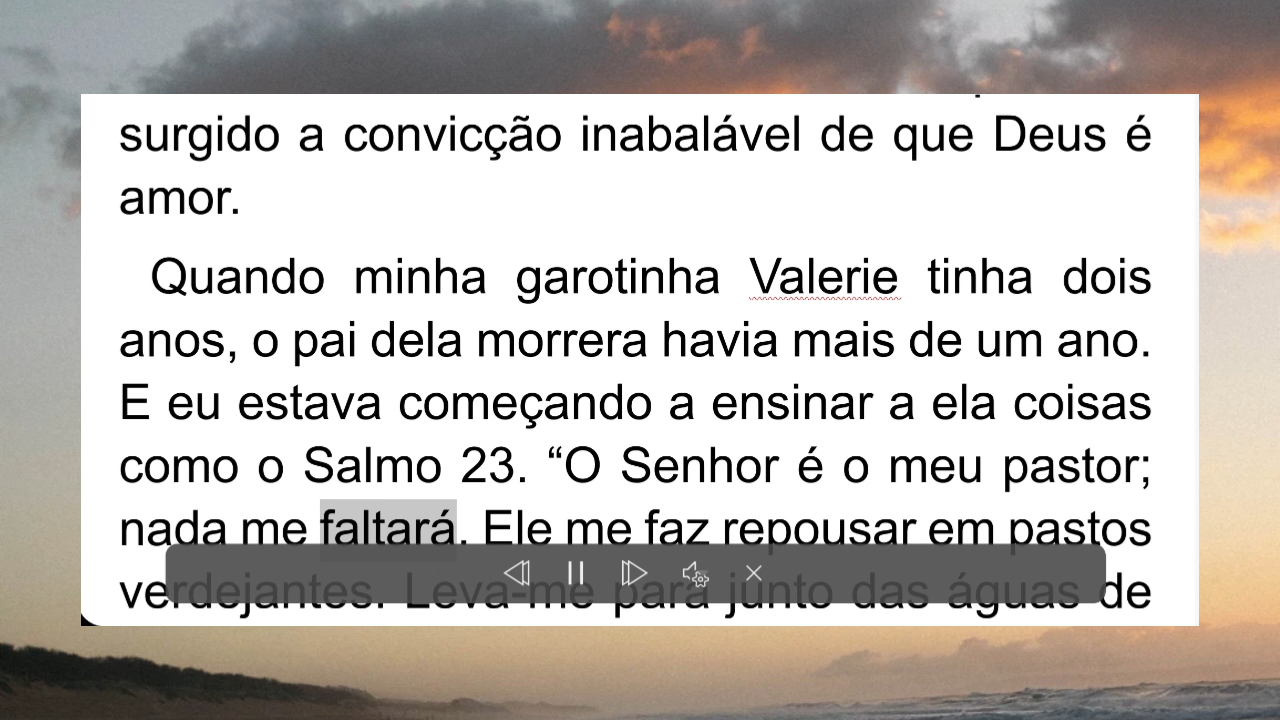 surgido a convicção inabalável de que Deus é
amor.
Quando minha garotinha Valerie tinha dois
anos, o pai dela morrera havia mais de um ano.
E eu estava começando a ensinar a ela coisas
como o Salmo 23. “O Senhor é o meu pastor;
nada me faltará. Ele me faz repousar em pastos
verdejantes. Leva-me para junto das águas de